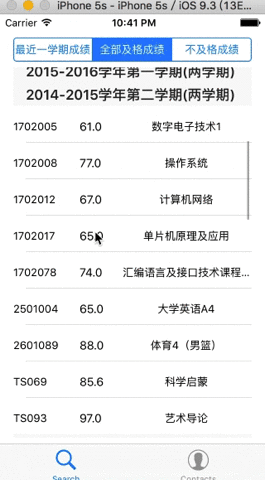 iPhone 5s - iPhone 5s / iOS 9.3 (13E...
Carrier 10:41 PM
最近一学期成绩 全部及格成绩 不及格成绩
2015-2016学年第一学期(两学期)
2014-2015学年第二学期(两学期)
1702005 61.0 数字电子技术1
1702008 77.0 操作系统
1702012 67.0 计算机网络
1702017 65.0 单片机原理及应用
1702078 74.0 汇编语言及接口技术课程...
2501004 65.0 大学英语A4
2601089 88.0 体育4（男篮）
TS069 85.6 科学启蒙
TS093 97.0 艺术导论
Search Contacts